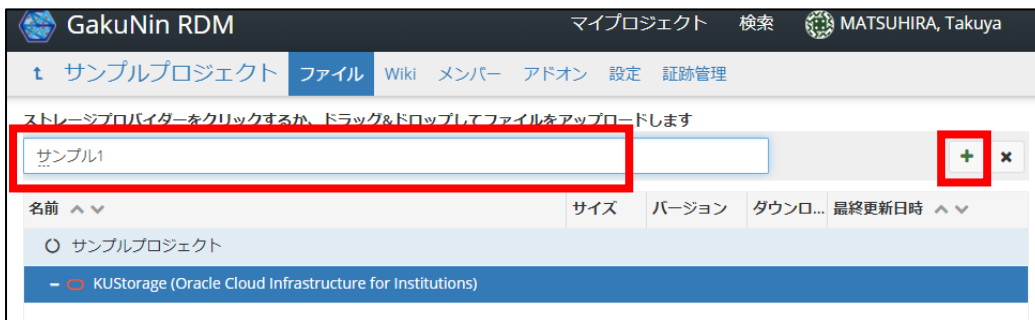 GakuNin RDM マイプロジェクト 検索 MATSUHIRA, Takuya
サンプルプロジェクト ファイル Wiki メンバー アドオン 設定 証跡管理
ストレージプロバイダーをクリックするか、ドラッグ&ドロップしてファイルをアップロードします
サンプル1
名前 サイズ バージョン ダウンロ... 最終更新日時
サンプルプロジェクト
KUStorage (Oracle Cloud Infrastructure for Institutions)